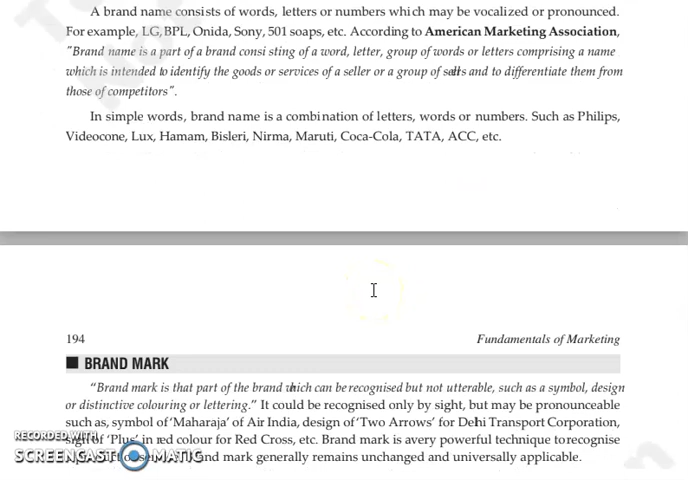 A brand name consists of words, letters or numbers which may be vocalized or pronounced.
For example, LG, BPL, Onida, Sony, 501 soaps, etc. According to American Marketing Association,
"Brand name is a part of a brand consi sting of a word, letter, group of words or letters comprising a name
which is intended to identify the goods or services of a seller or a group of and to differentiate them from
those of competitors".
In simple words, brand name is a combination of letters, words or numbers. Such as Philips,
Videocone, Lux, Hamam, Bisleri, Nirma, Maruti, Coca-Cola, TATA, ACC, etc.
194 Fundamentals of Marketing
BRAND MARK
"Brand mark is that part of the brand which can be recognised but not utterable, such as a symbol, design
or distinctive colouring or lettering." It could be recognised only by sight, but may be pronounceable
such as, symbol of 'Maharaja' of Air India, design of 'Two Arrows' for Delhi Transport Corporation,
sign of 'Plus' in red colour for Red Cross, etc. Brand mark is avery powerful technique to recognise
mark generally remains unchanged and universally applicable.
RECORDED WITH
SCREENCAST MATIC